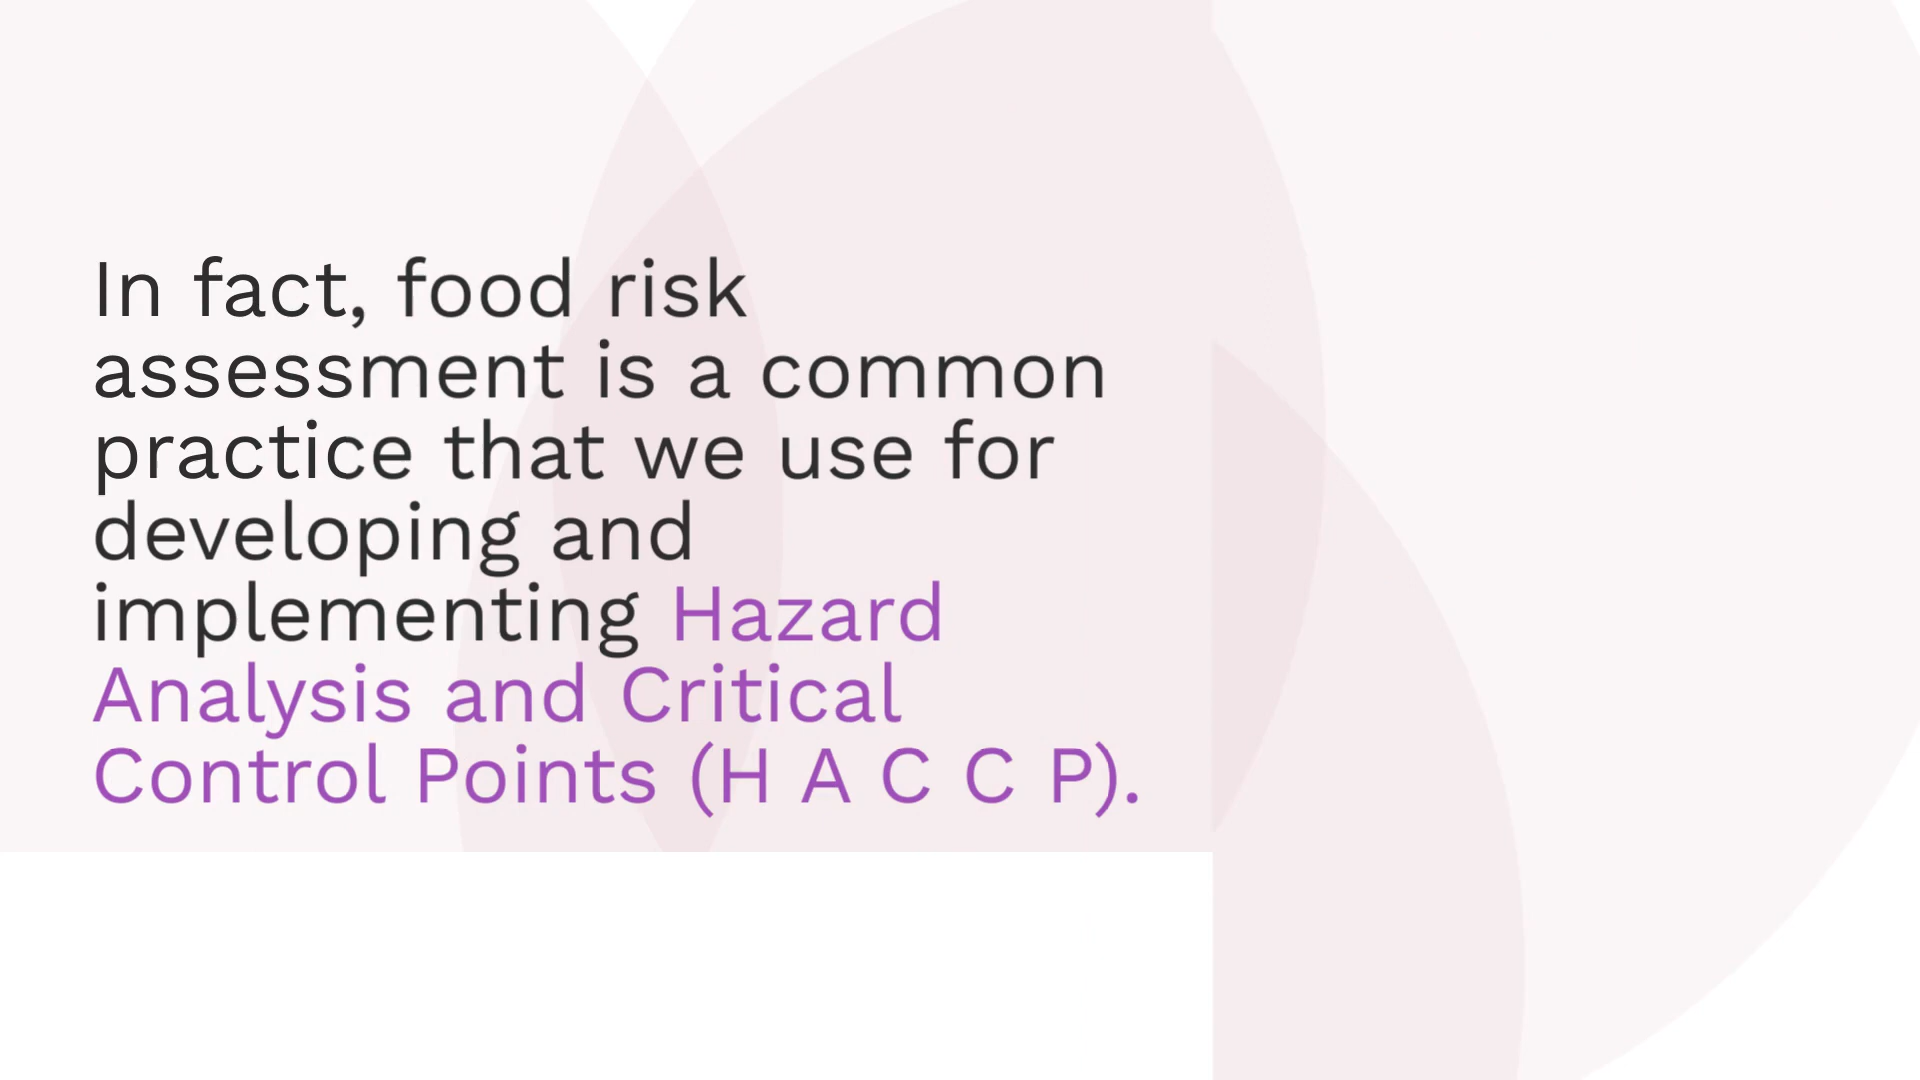 In fact, food risk
assessment is a common
practice that we use for
developing and
implementing Hazard
Analysis and Critical
Control Points (H A C C P).